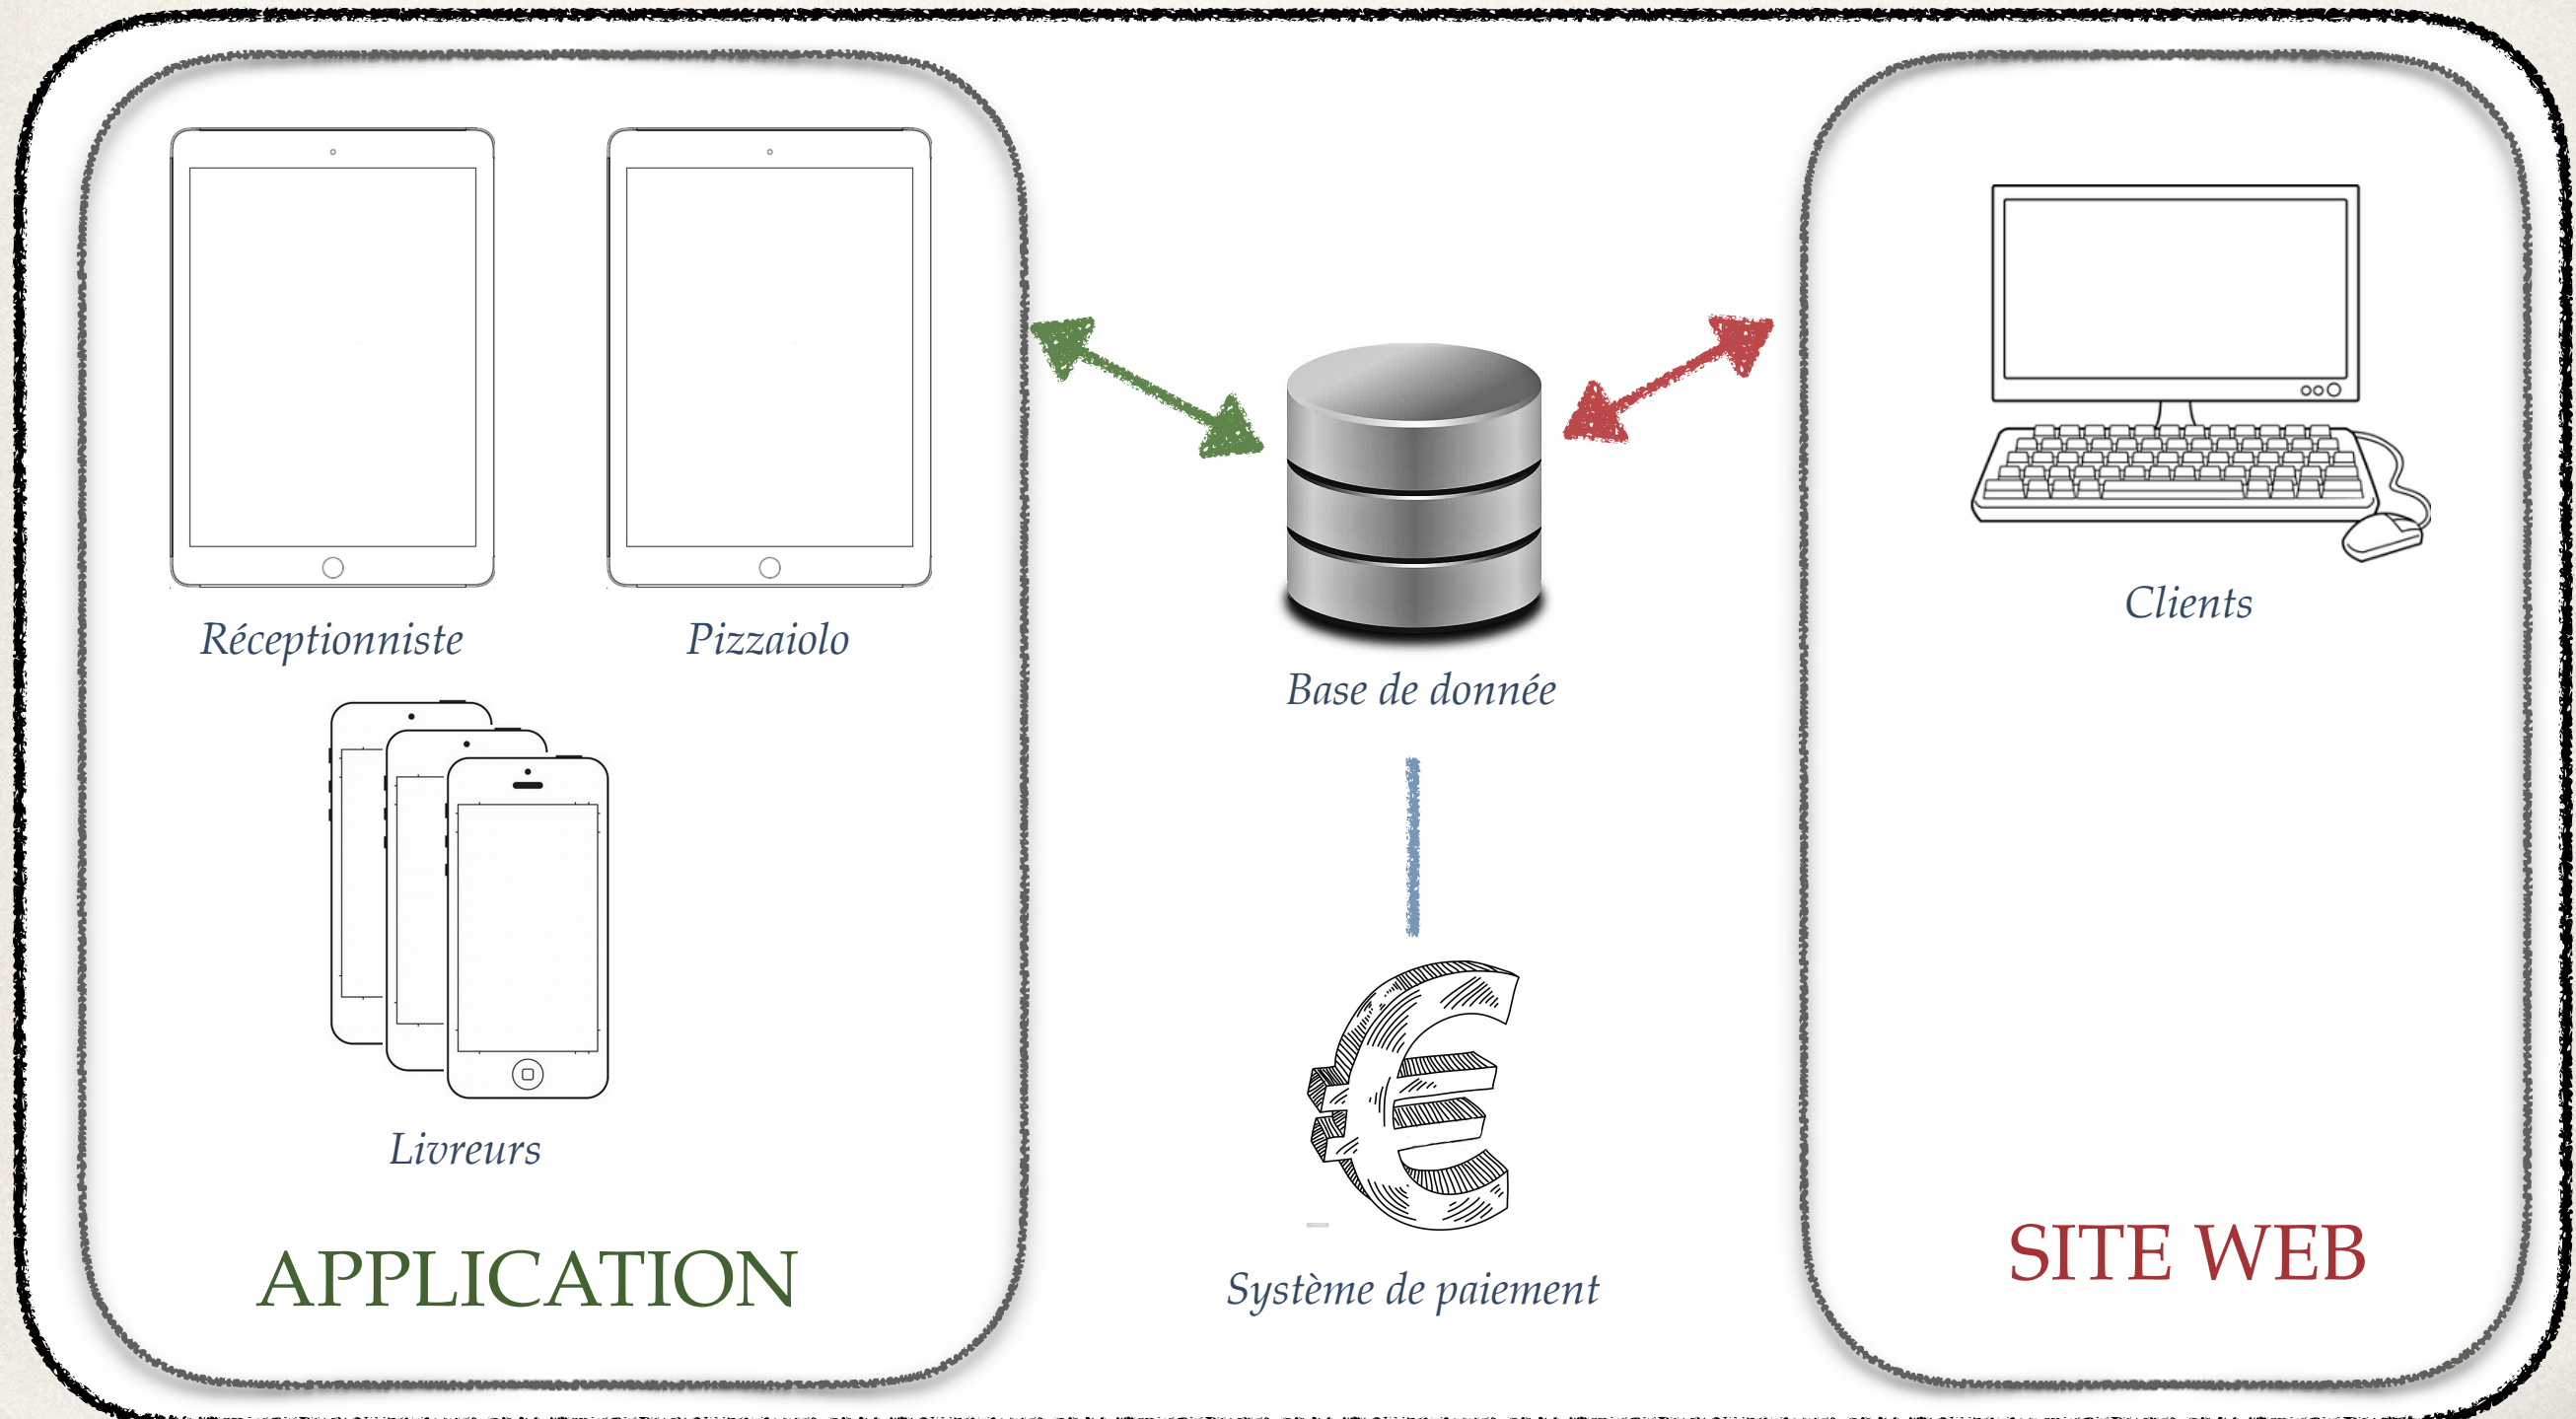 Réceptionniste
Pizzaiolo
Livreurs
APPLICATION
Base de donnée
Système de paiement
Clients
SITE WEB